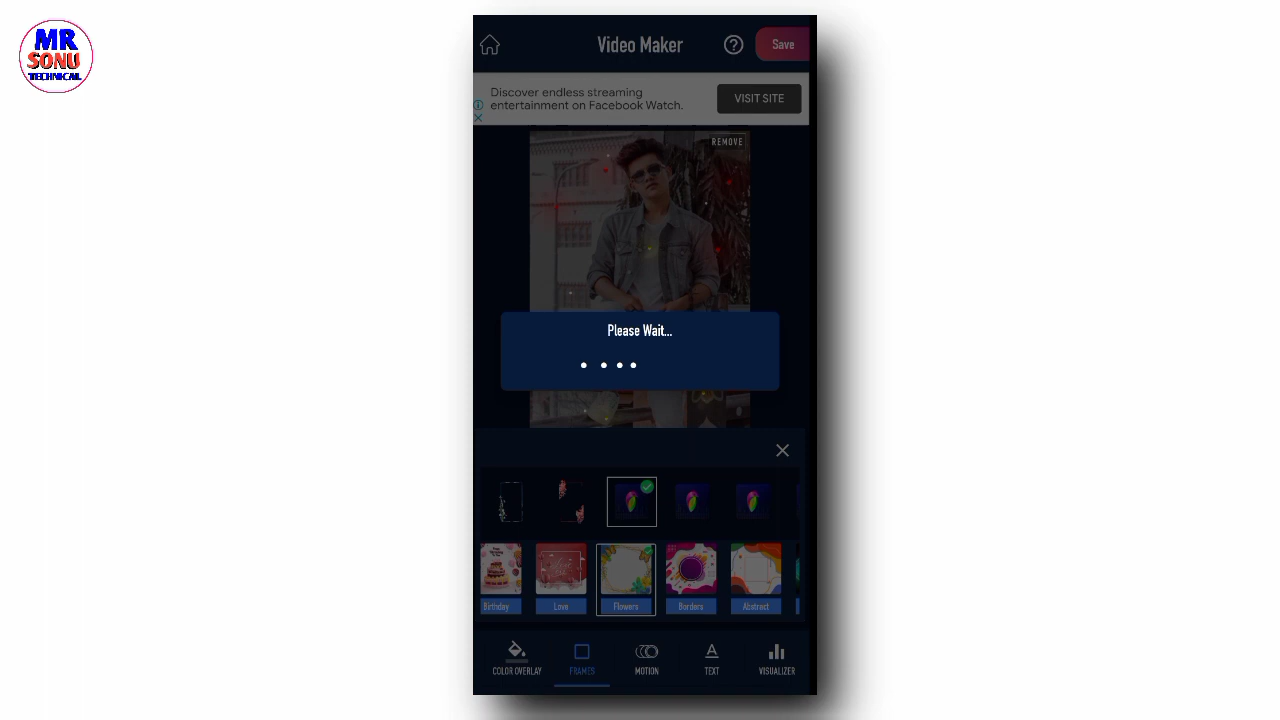 MR
SONU
TECHNICAL
Video Maker
Save
Discover endless streaming
entertainment on Facebook Watch.
VISIT SITE
REMOVE
Please Wait...
Birthday
Love
Flowers
Borders
Abstract
COLOR OVERLAY
FRAMES
MOTION
TEXT
VISUALIZER